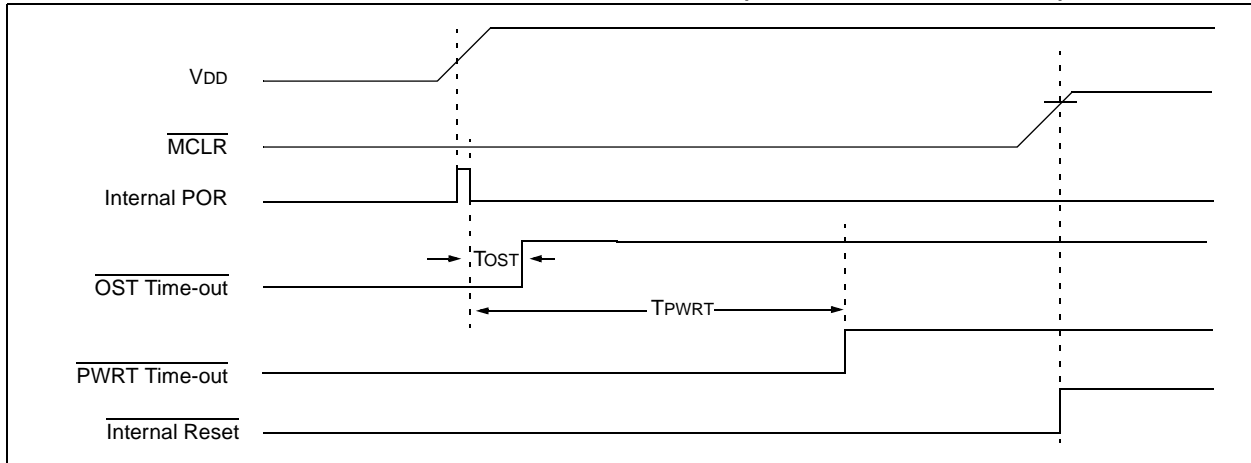 VDD
MCLR
Internal POR
TOST
OST Time-out
TPWRT
PWRT Time-out
Internal Reset